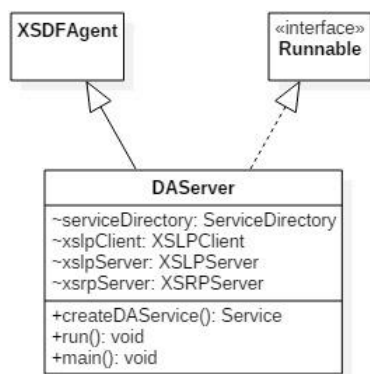 XSDFAgent
«interface»
Runnable
DAServer
~serviceDirectory: ServiceDirectory
~xslpClient: XSLPClient
~xslpServer: XSLPServer
~xsrpServer: XSRPServer
+createDAService(): Service
+run(): void
+main(): void